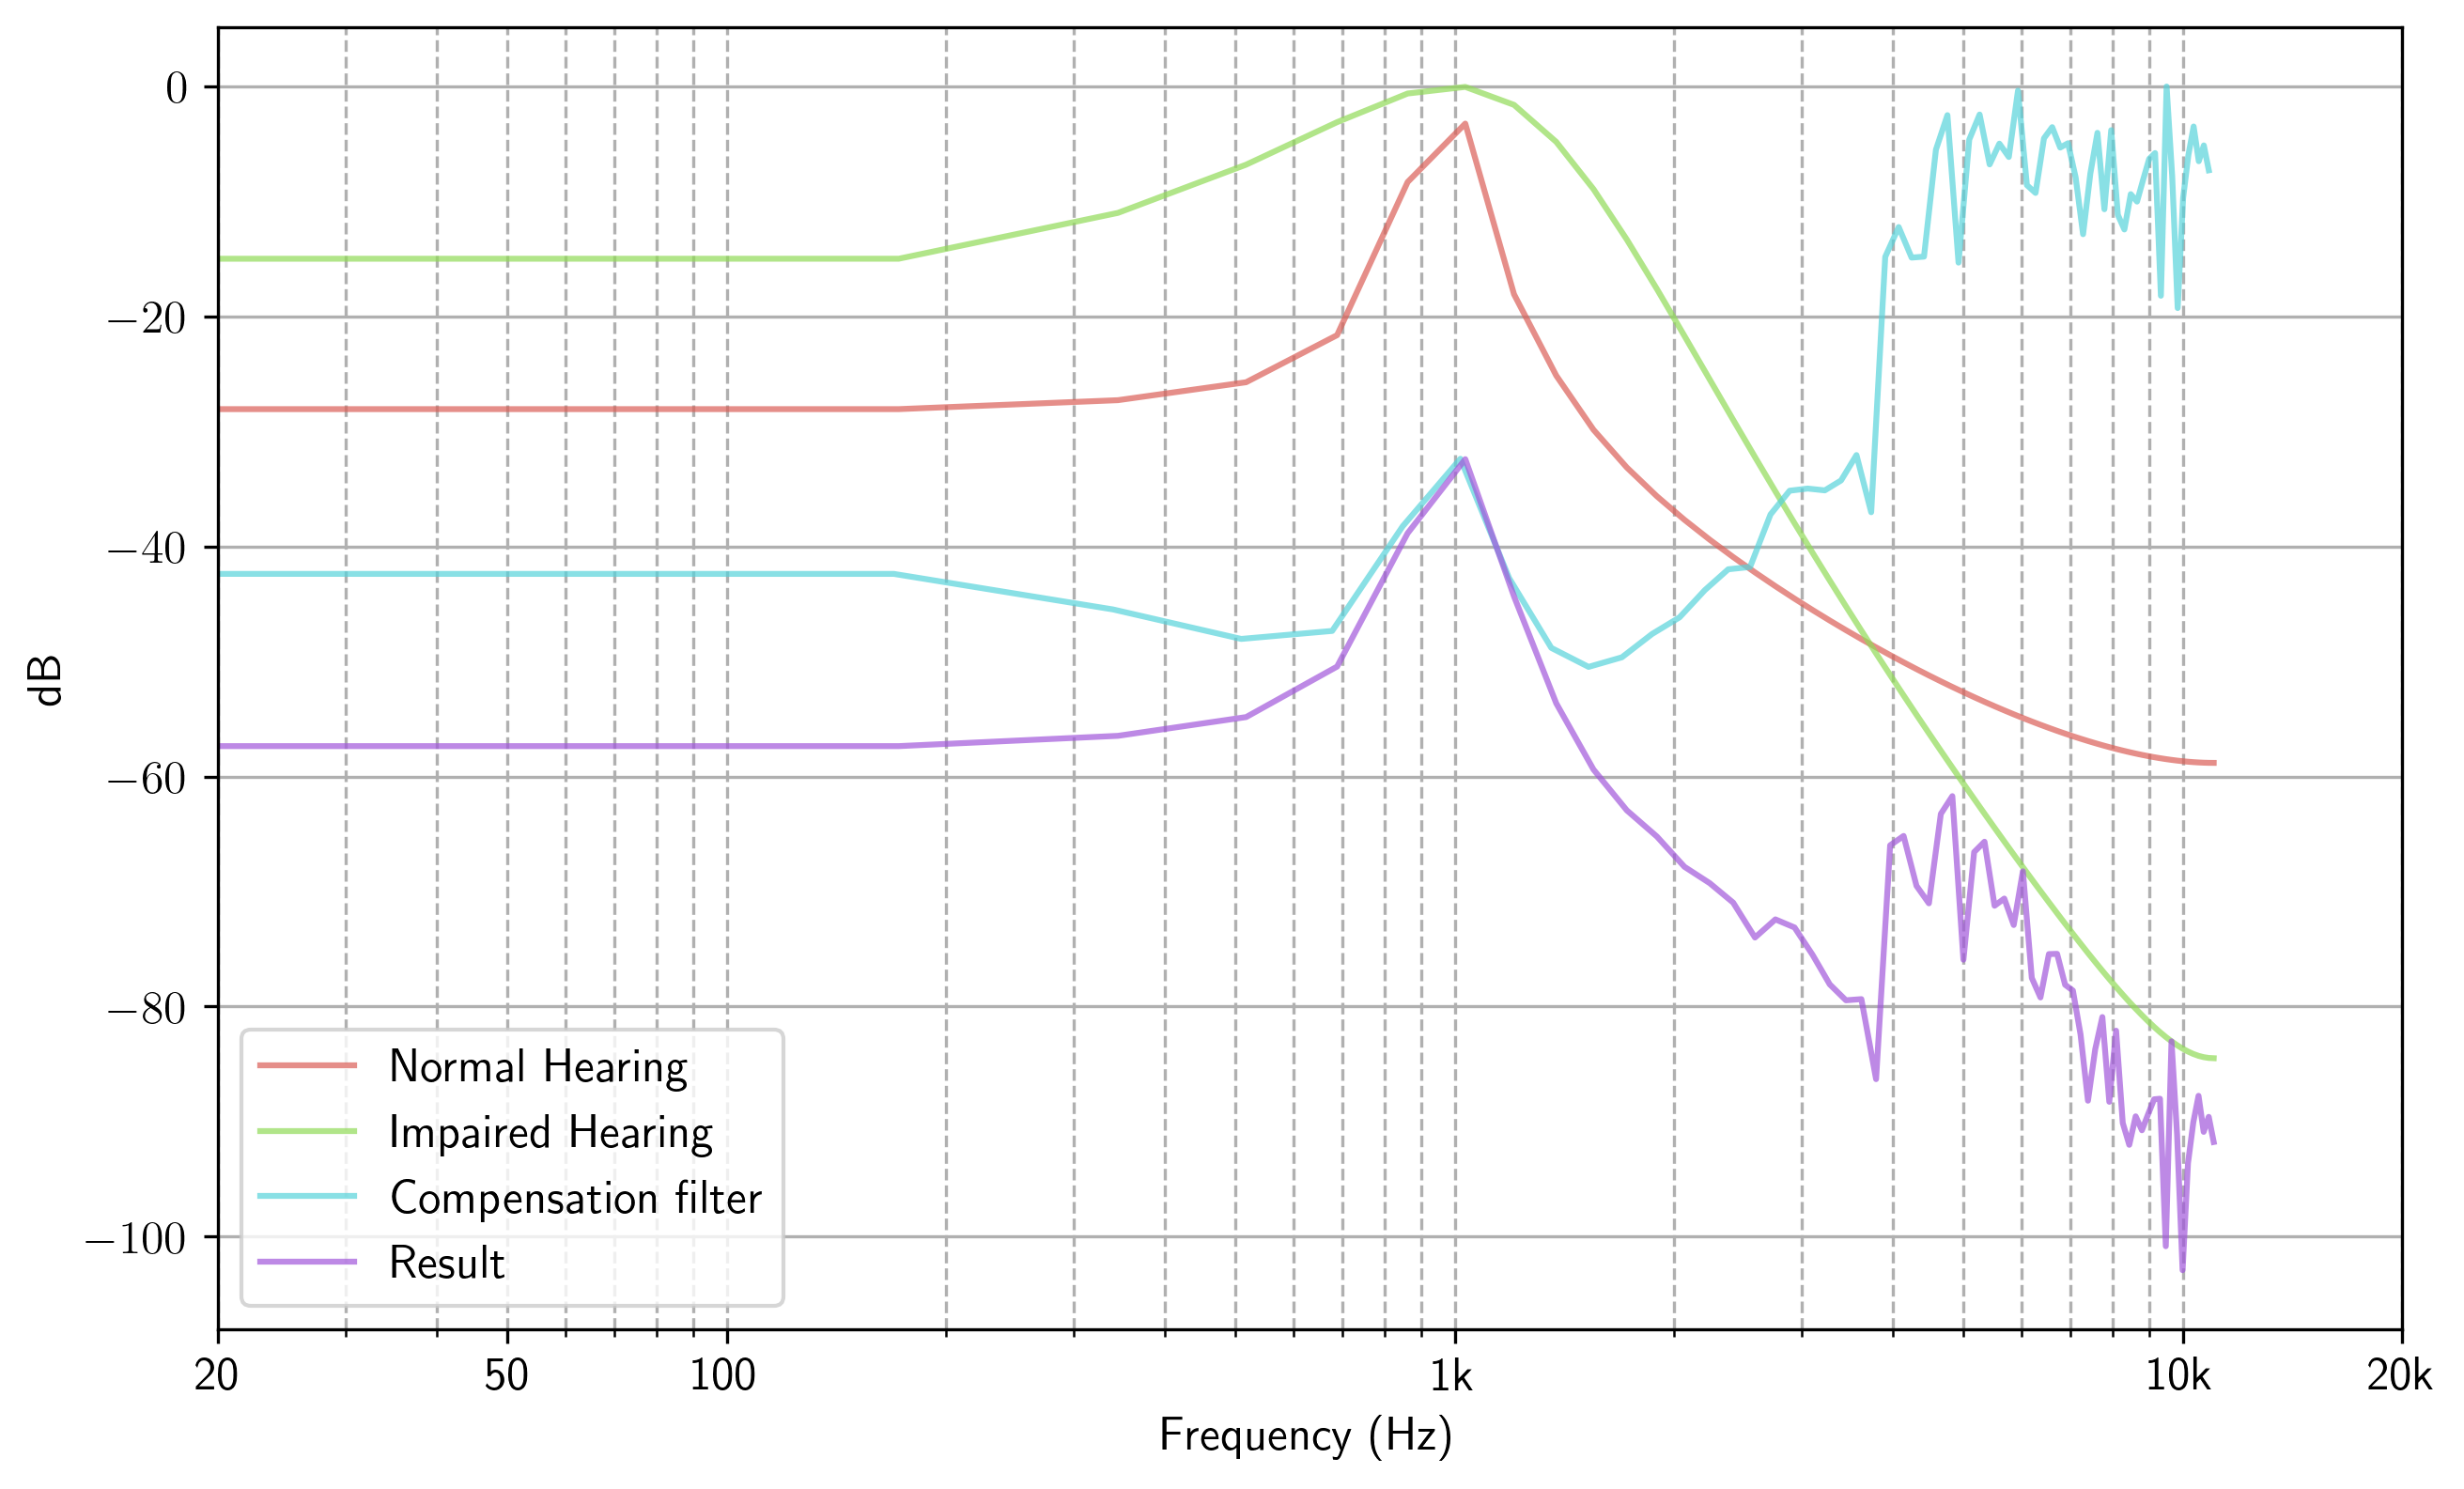 0
−20
−40
−60
−80
−100
dB
Normal Hearing
Impaired Hearing
Compensation filter
Result
20 50 100 1k 10k 20k
Frequency (Hz)